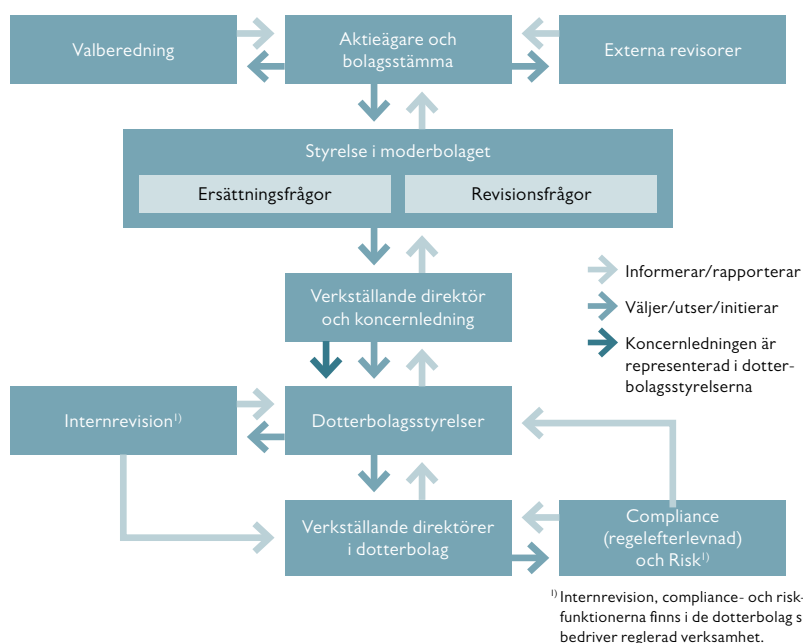 Valberedning
Aktieägare och
bolagsstämma
Externa revisorer
Styrelse i moderbolaget
Ersättningsfrågor
Revisionsfrågor
Verkställande direktör
och koncernledning
Informerar/rapporterar
Väljer/utser/initierar
Koncernledningen är
representerad i dotter-
bolagsstyrelserna
Internrevision1)
Dotterbolagsstyrelser
Verkställande direktörer
i dotterbolag
Compliance
(regelefterlevnad)
och Risk1)
1) Internrevision, compliance- och risk-
funktionerna finns i de dotterbolag s
bedriver reglerad verksamhet.